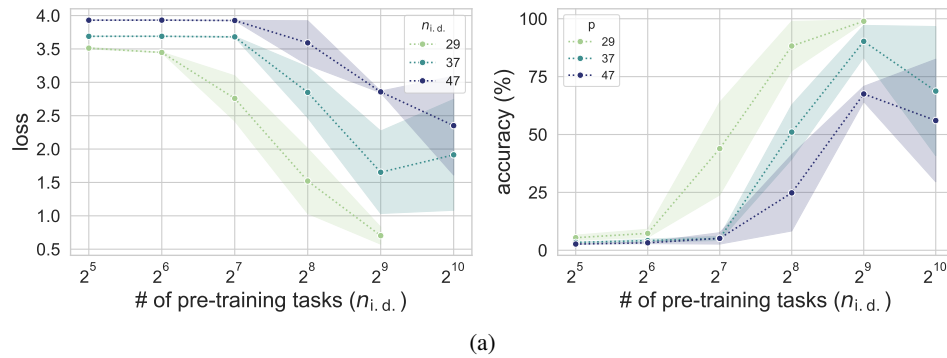 4.0
3.5
3.0
2.5
2.0
1.5
1.0
0.5
loss
n_{i.d.}
29
37
47
2^5 2^6 2^7 2^8 2^9 2^10
# of pre-training tasks (n_{i.d.})
100
75
50
25
0
accuracy (%)
p
29
37
47
2^5 2^6 2^7 2^8 2^9 2^10
# of pre-training tasks (n_{i.d.})
(a)